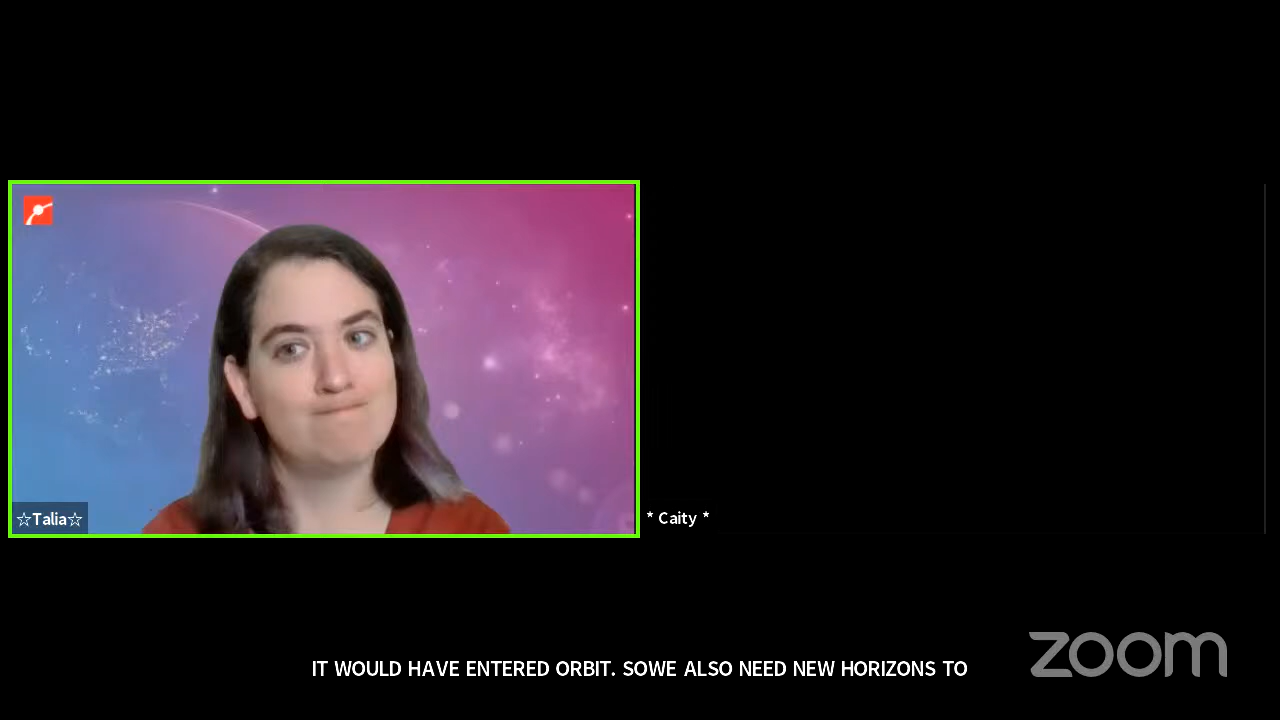 ☆Talia☆
* Caity *
IT WOULD HAVE ENTERED ORBIT. SOWE ALSO NEED NEW HORIZONS TO
zoom